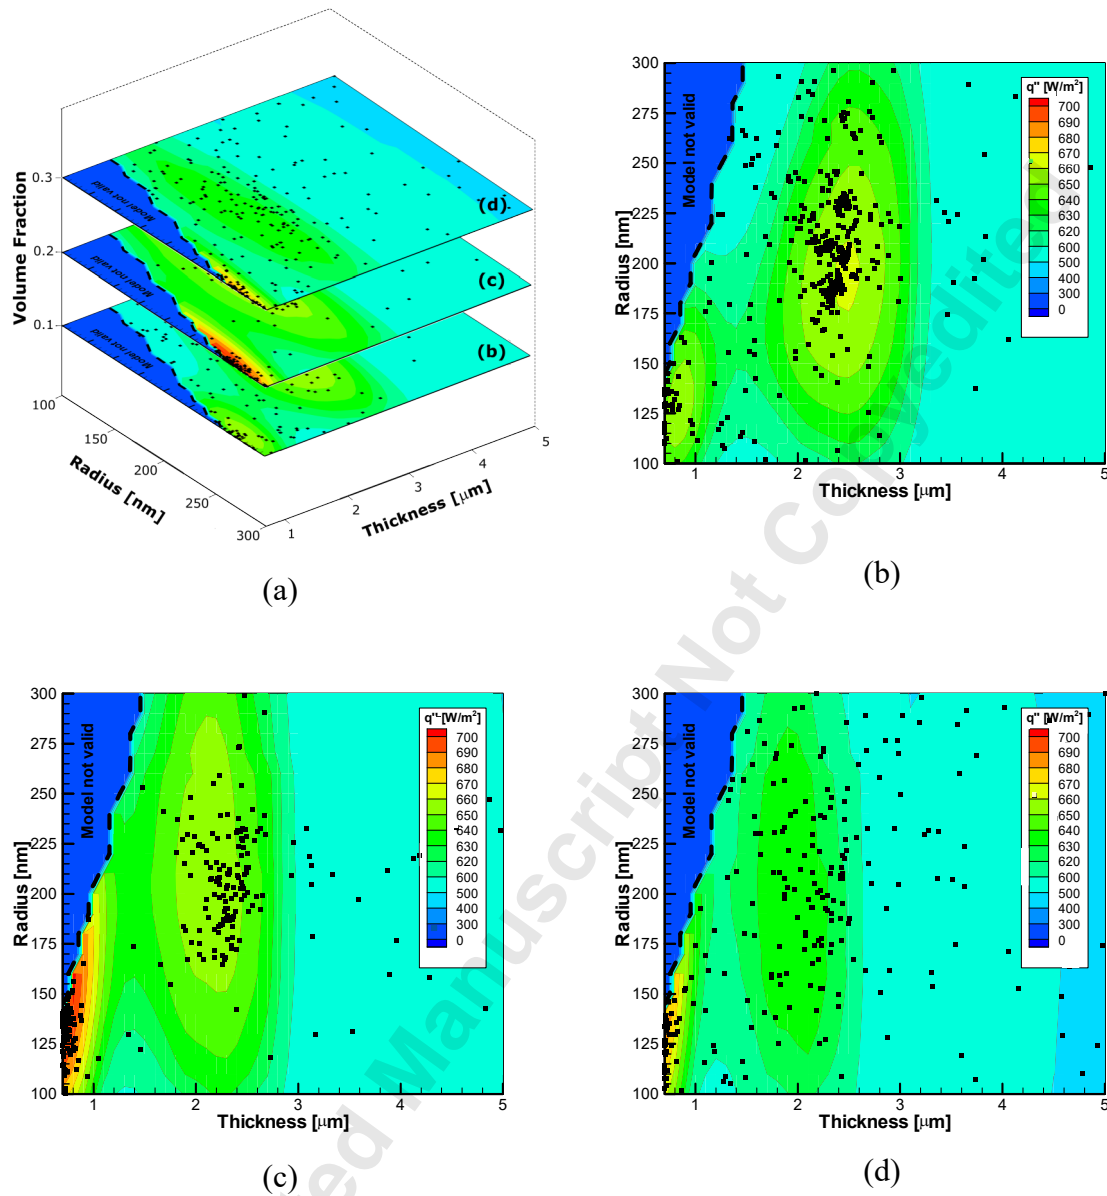 Volume Fraction
0.3
0.2
0.1
Model not valid
Model not valid
Model not valid
(d)
(c)
(b)
100
150
200
250
300
Radius [nm]
1
2
3
4
5
Thickness [μm]
(a)
Radius [nm]
300
275
250
225
200
175
150
125
100
Model not valid
q" [W/m²]
700
690
680
670
660
650
640
630
620
600
500
400
300
0
1 2 3 4 5
Thickness [μm]
(b)
Radius [nm]
300
275
250
225
200
175
150
125
100
Model not valid
q" [W/m²]
700
690
680
670
660
650
640
630
620
600
500
400
300
0
1 2 3 4 5
Thickness [μm]
(c)
Radius [nm]
300
275
250
225
200
175
150
125
100
Model not valid
q" [W/m²]
700
690
680
670
660
650
640
630
620
600
500
400
300
0
1 2 3 4 5
Thickness [μm]
(d)
ed Manuscript Not Copyedited